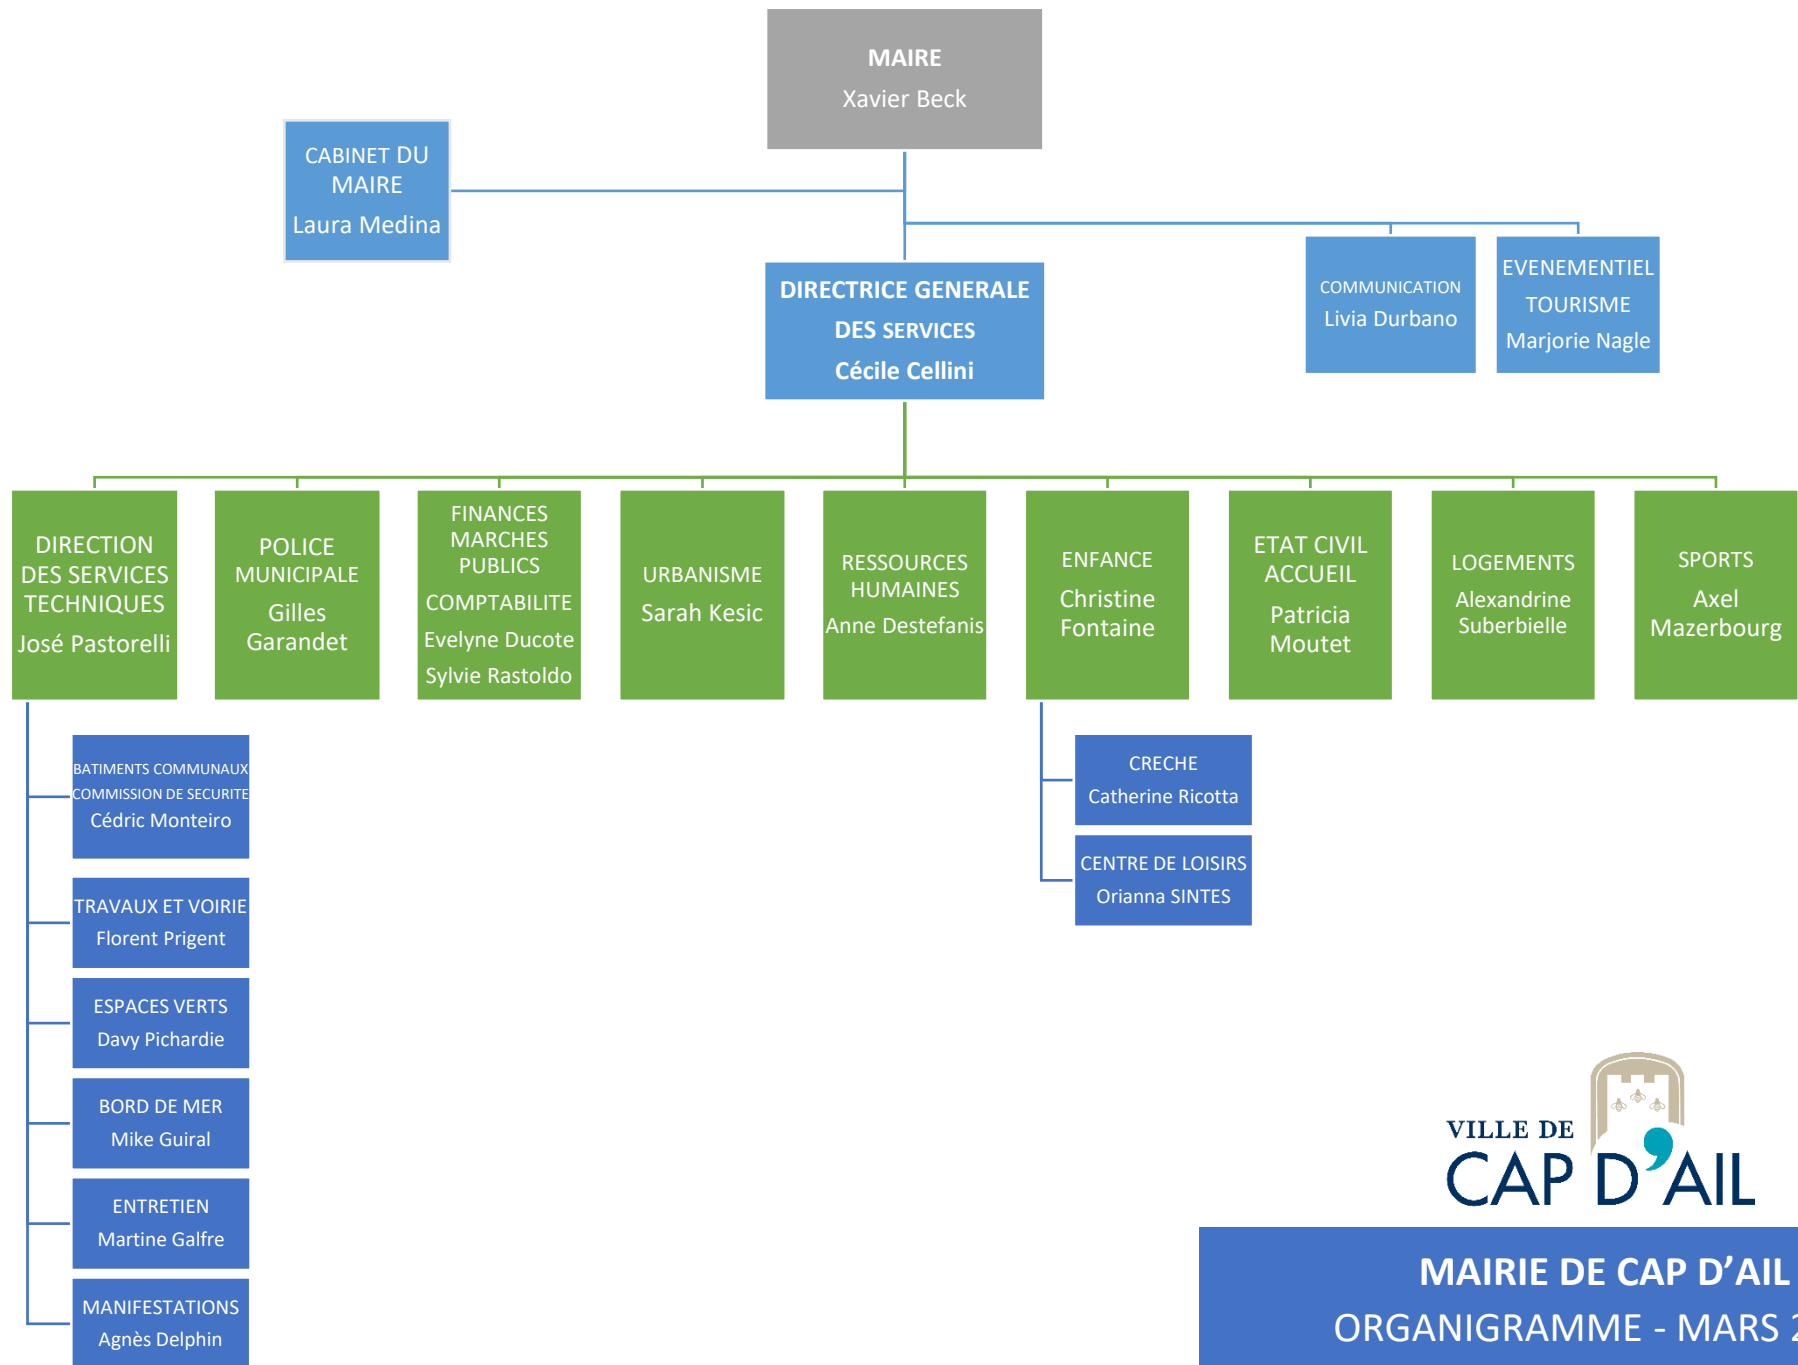 MAIRE
Xavier Beck
CABINET DU
MAIRE
Laura Medina
DIRECTRICE GENERALE
DES SERVICES
Cécile Cellini
COMMUNICATION
Livia Durbano
EVENEMENTIEL
TOURISME
Marjorie Nagle
DIRECTION
DES SERVICES
TECHNIQUES
José Pastorelli
POLICE
MUNICIPALE
Gilles
Garandet
FINANCES
MARCHES
PUBLICS
COMPTABILITE
Evelyne Ducote
Sylvie Rastoldo
URBANISME
Sarah Kesic
RESSOURCES
HUMAINES
Anne Destefanis
ENFANCE
Christine
Fontaine
ETAT CIVIL
ACCUEIL
Patricia
Moutet
LOGEMENTS
Alexandrine
Suberbielle
SPORTS
Axel
Mazerbourg
BATIMENTS COMMUNAUX
COMMISSION DE SECURITE
Cédric Monteiro
TRAVAUX ET VOIRIE
Florent Prigent
ESPACES VERTS
Davy Pichardie
BORD DE MER
Mike Guiral
ENTRETIEN
Martine Galfre
MANIFESTATIONS
Agnès Delphin
CRECHE
Catherine Ricotta
CENTRE DE LOISIRS
Orianna SINTES
VILLE DE
CAP D'AIL
MAIRIE DE CAP D’AIL
ORGANIGRAMME - MARS